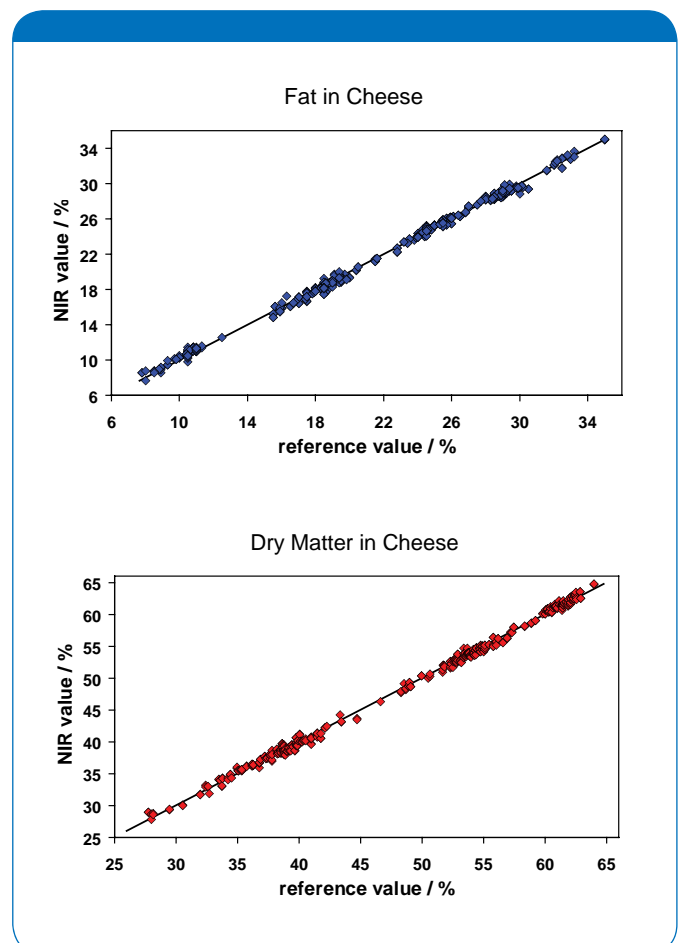 Fat in Cheese
NIR value / %
34
30
26
22
18
14
10
6
6 10 14 18 22 26 30 34
reference value / %
Dry Matter in Cheese
NIR value / %
65
60
55
50
45
40
35
30
25
25 30 35 40 45 50 55 60 65
reference value / %